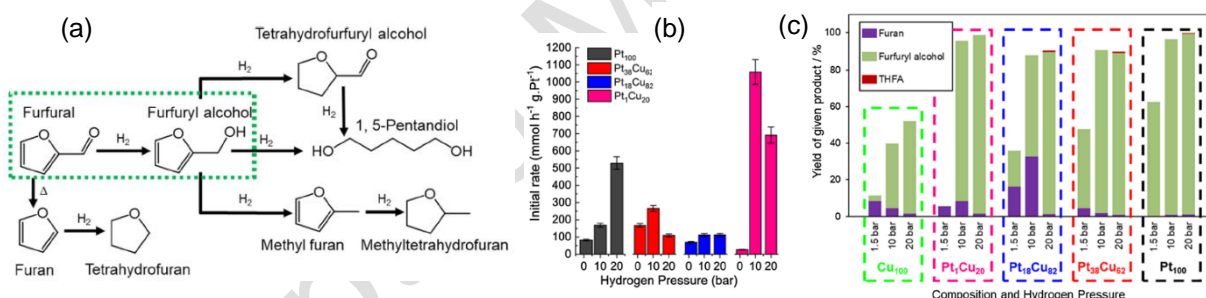 (a)
Tetrahydrofurfuryl alcohol
H₂
O
O
H₂
Furfural
Furfuryl alcohol
1, 5-Pentandiol
O
O
H₂
O
OH
H₂
HO
OH
Δ
H₂
O
H₂
O
O
H₂
O
Furan
Tetrahydrofuran
Methyl furan
Methyltetrahydrofuran
(b)
Initial rate (mmol h⁻¹ g.Pt⁻¹)
1200
1100
1000
900
800
700
600
500
400
300
200
100
0
Pt₁₀₀
Pt₁₈Cu₈₂
Pt₁Cu₂₀
0 10 20 0 10 20 0 10 20 0 10 20
Hydrogen Pressure (bar)
(c)
Yield of given product / %
100
80
60
40
20
0
Furan
Furfuryl alcohol
THFA
1.5 bar 10 bar 20 bar 1.5 bar 10 bar 20 bar 1.5 bar 10 bar 20 bar 1.5 bar 10 bar 20 bar 1.5 bar 10 bar 20 bar
Cu₁₀₀ Pt₁Cu₂₀ Pt₁₈Cu₈₂ Pt₃₈Cu₆₂ Pt₁₀₀
Composition and Hydrogen Pressure